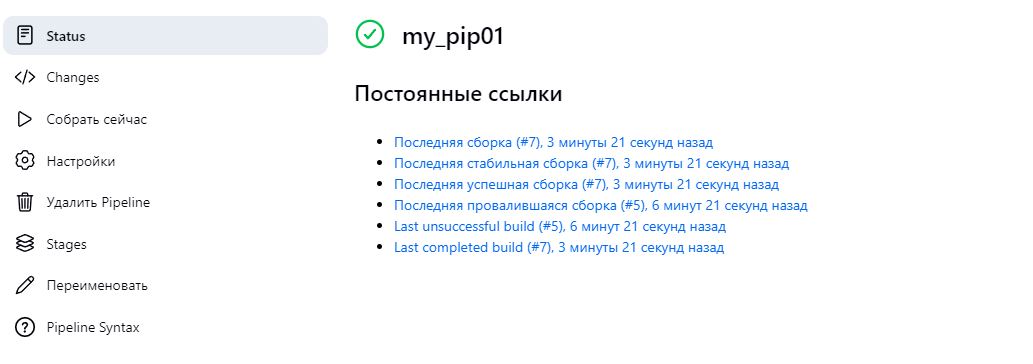 Status
Changes
Собрать сейчас
Настройки
Удалить Pipeline
Stages
Переименовать
Pipeline Syntax
my_pip01
Постоянные ссылки
Последняя сборка (#7), 3 минуты 21 секунд назад
Последняя стабильная сборка (#7), 3 минуты 21 секунд назад
Последняя успешная сборка (#7), 3 минуты 21 секунд назад
Последняя провалившаяся сборка (#5), 6 минут 21 секунд назад
Last unsuccessful build (#5), 6 минут 21 секунд назад
Last completed build (#7), 3 минуты 21 секунд назад